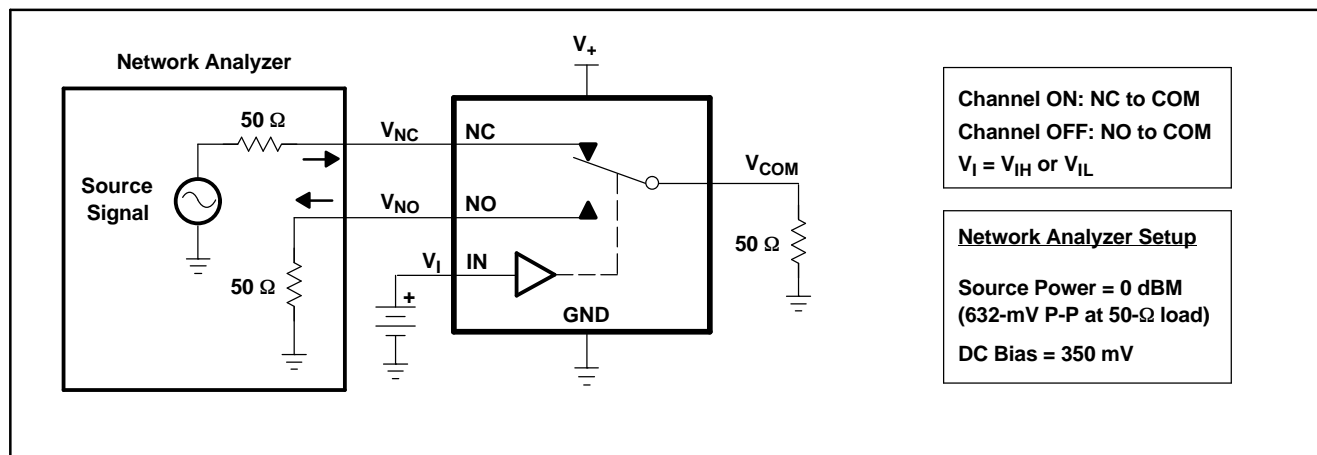 V+
Network Analyzer
50 Ω
VNC
NC
Source
Signal
VNO
NO
50 Ω
VI
IN
+
GND
VCOM
50 Ω
Channel ON: NC to COM
Channel OFF: NO to COM
VI = VIH or VIL
Network Analyzer Setup
Source Power = 0 dBM
(632-mV P-P at 50-Ω load)
DC Bias = 350 mV